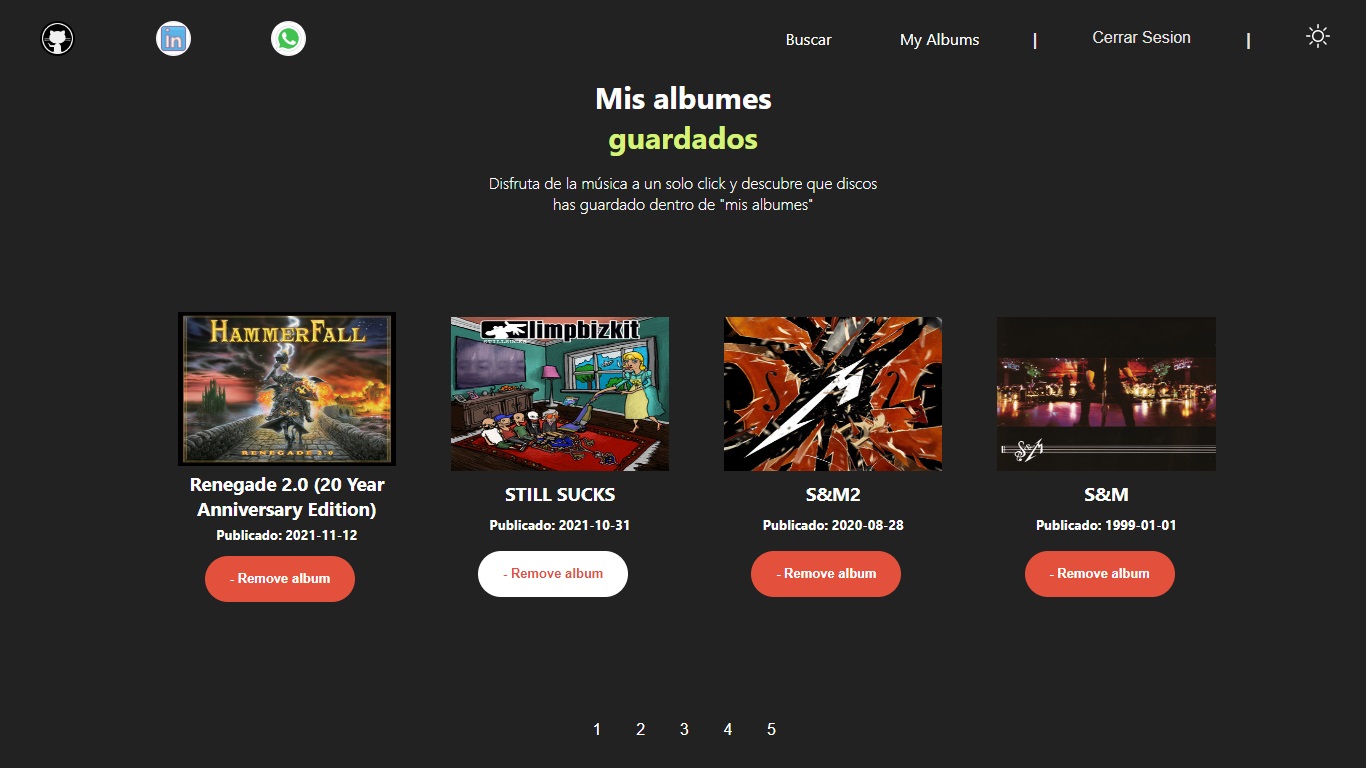 in
Buscar
My Albums
|
Cerrar Sesion
|
Mis albumes
guardados
Disfruta de la música a un solo click y descubre que discos
has guardado dentro de "mis albumes"
HAMMERFALL
RENEGADE 2.0
limpbizkit
STILL SUCKS
S M 2
S&M
Renegade 2.0 (20 Year
Anniversary Edition)
Publicado: 2021-11-12
- Remove album
STILL SUCKS
Publicado: 2021-10-31
- Remove album
S&M2
Publicado: 2020-08-28
- Remove album
S&M
Publicado: 1999-01-01
- Remove album
1 2 3 4 5